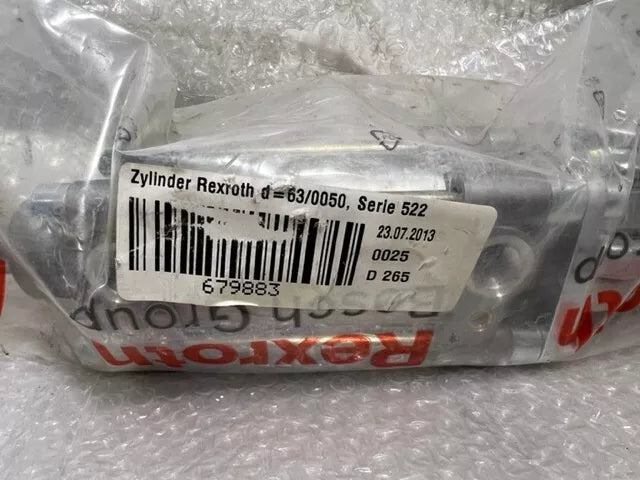 Zylinder Rexroth d=63/0050, Serie 522
23.07.2013
0025
D 265
679883
Bosch Group
Rexroth